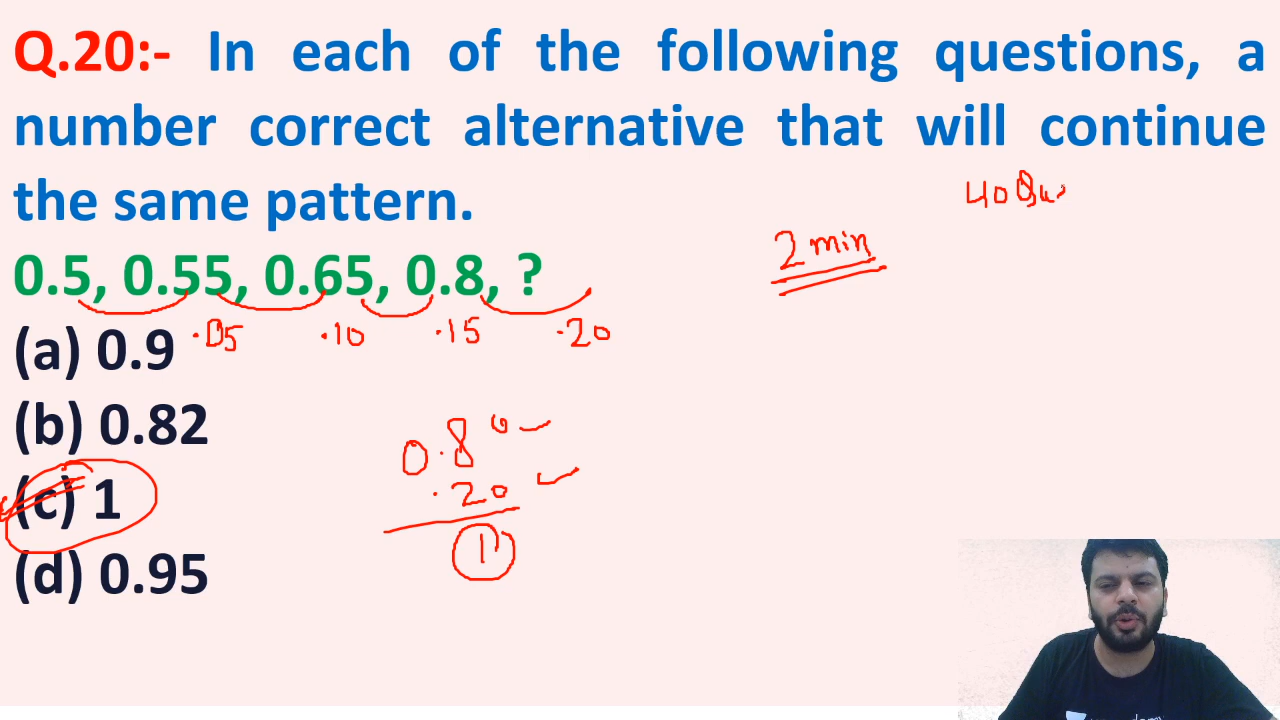 Q.20:- In each of the following questions, a
number correct alternative that will continue
the same pattern.
40
2 min
0.5, 0.55, 0.65, 0.8, ?
.05 .10 .15 .20
(a) 0.9
(b) 0.82
(c) 1
(d) 0.95
0.80
.20
1